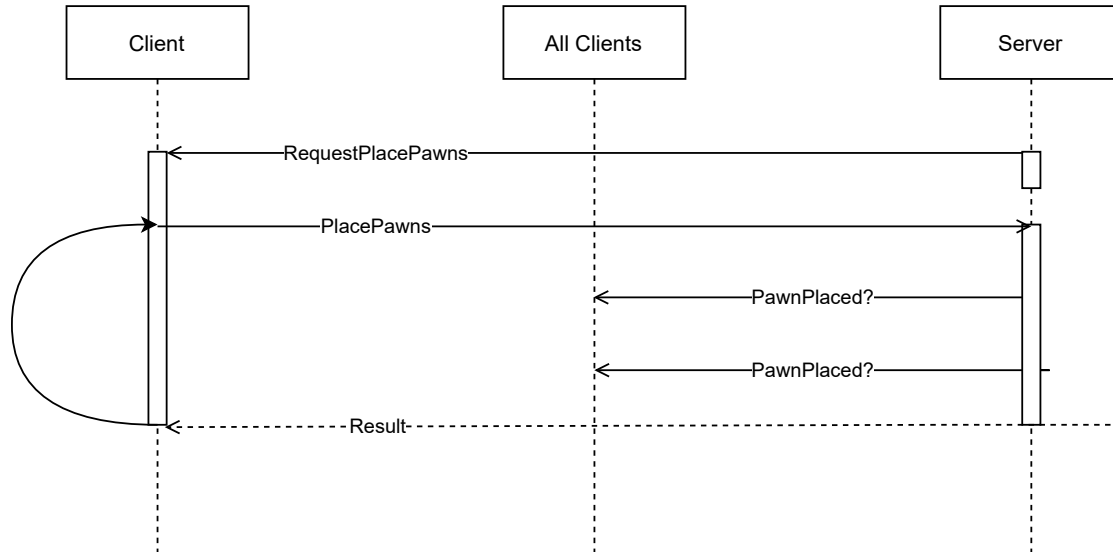 Client
All Clients
Server
RequestPlacePawns
PlacePawns
PawnPlaced?
PawnPlaced?
Result